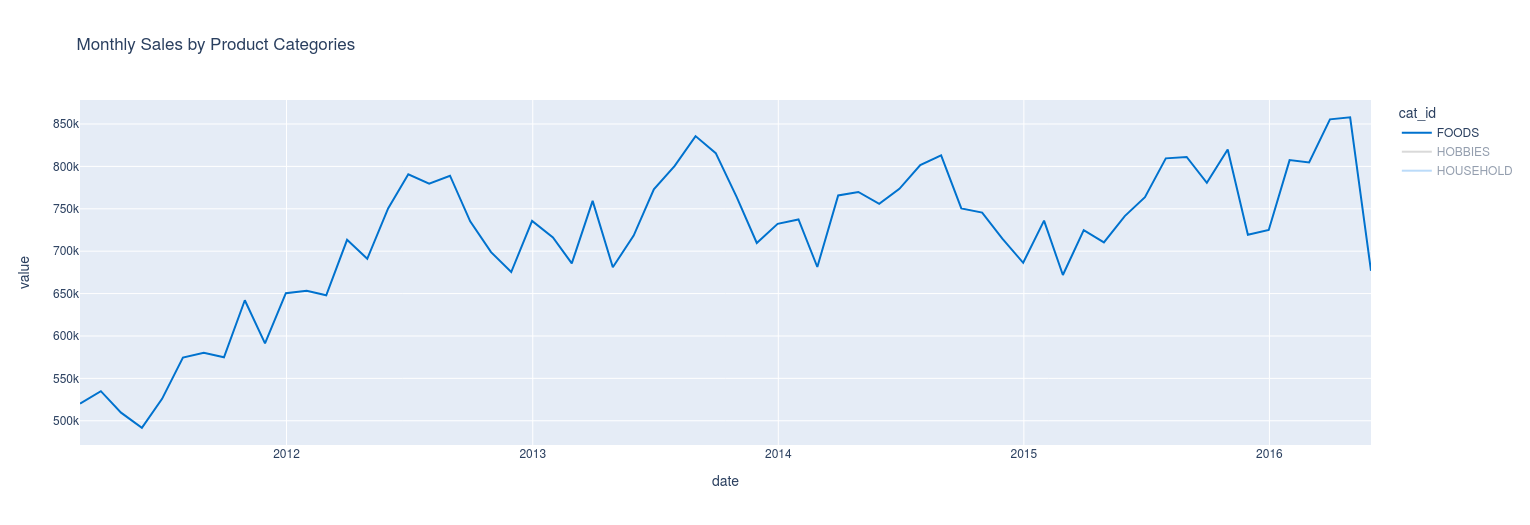 Monthly Sales by Product Categories
cat_id
FOODS
HOBBIES
HOUSEHOLD
value
850k
800k
750k
700k
650k
600k
550k
500k
2012 2013 2014 2015 2016
date